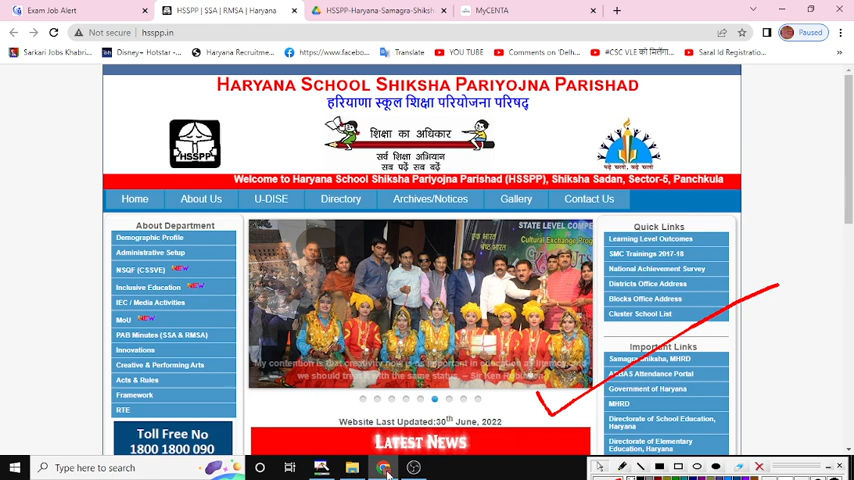 Exam Job Alert
HSSPP | SSA | RMSA | Haryana
HSSPP-Haryana-Samagra-Shiksh
MyCENTA
Not secure | hsspp.in
Paused
Sarkari Jobs Khabri...
Disney+ Hotstar -...
Haryana Recruitme...
https://www.facebo...
Translate
YOU TUBE
Comments on 'Delh...
#CSC VLE को मिलेंगा...
Saral Id Registratio...
HARYANA SCHOOL SHIKSHA PARIYOJNA PARISHAD
हरियाणा स्कूल शिक्षा परियोजना परिषद्
HSSPP
शिक्षा का अधिकार
सर्व शिक्षा अभियान
सब पढ़ें सब बढ़ें
पढ़े चलो, बढ़े चलो
Welcome to Haryana School Shiksha Pariyojna Parishad (HSSPP), Shiksha Sadan, Sector-5, Panchkula
Home
About Us
U-DISE
Directory
Archives/Notices
Gallery
Contact Us
About Department
Demographic Profile
Administrative Setup
NSQF (CSSVE) NEW
Inclusive Education NEW
IEC / Media Activities
MoU NEW
PAB Minutes (SSA & RMSA)
Innovations
Creative & Performing Arts
Acts & Rules
Framework
RTE
Toll Free No
1800 1800 090
STATE LEVEL COMPE
एक भारत
श्रेष्ठ भारत
Cultural Exchange Prog
My contention is that creativity now is as important in education as literacy, and
we should treat it with the same status. – Sir Ken Robinson
Website Last Updated:30th June, 2022
LATEST NEWS
Quick Links
Learning Level Outcomes
SMC Trainings 2017-18
National Achievement Survey
Districts Office Address
Blocks Office Address
Cluster School List
Important Links
Samagra Shiksha, MHRD
AEBAS Attendance Portal
Government of Haryana
MHRD
Directorate of School Education,
Haryana
Directorate of Elementary
Education, Haryana
Type here to search